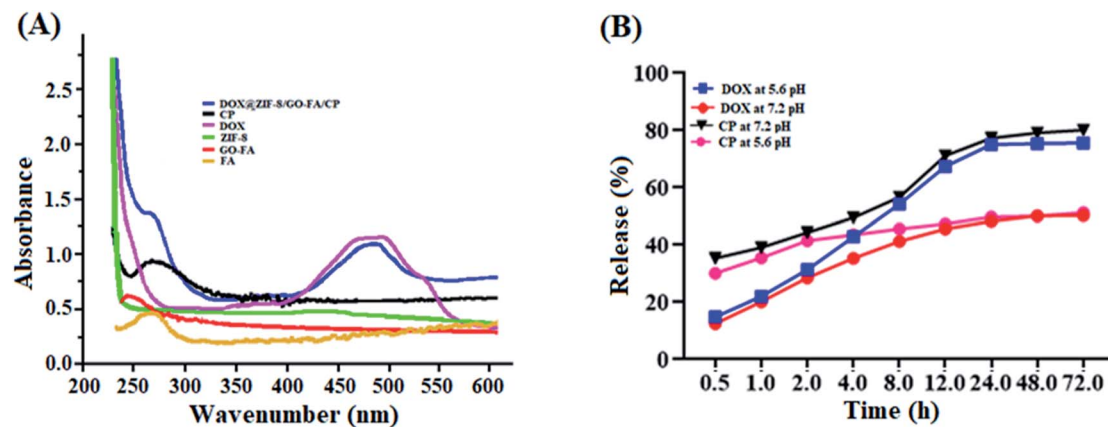 (A)
Absorbance
2.5
2.0
1.5
1.0
0.5
0.0
200 250 300 350 400 450 500 550 600
Wavenumber (nm)
DOX@ZIF-S/GO-FA/CP
CP
DOX
ZIF-S
GO-FA
FA
(B)
Release (%)
100
80
60
40
20
0
0.5 1.0 2.0 4.0 8.0 12.0 24.0 48.0 72.0
Time (h)
DOX at 5.6 pH
DOX at 7.2 pH
CP at 7.2 pH
CP at 5.6 pH